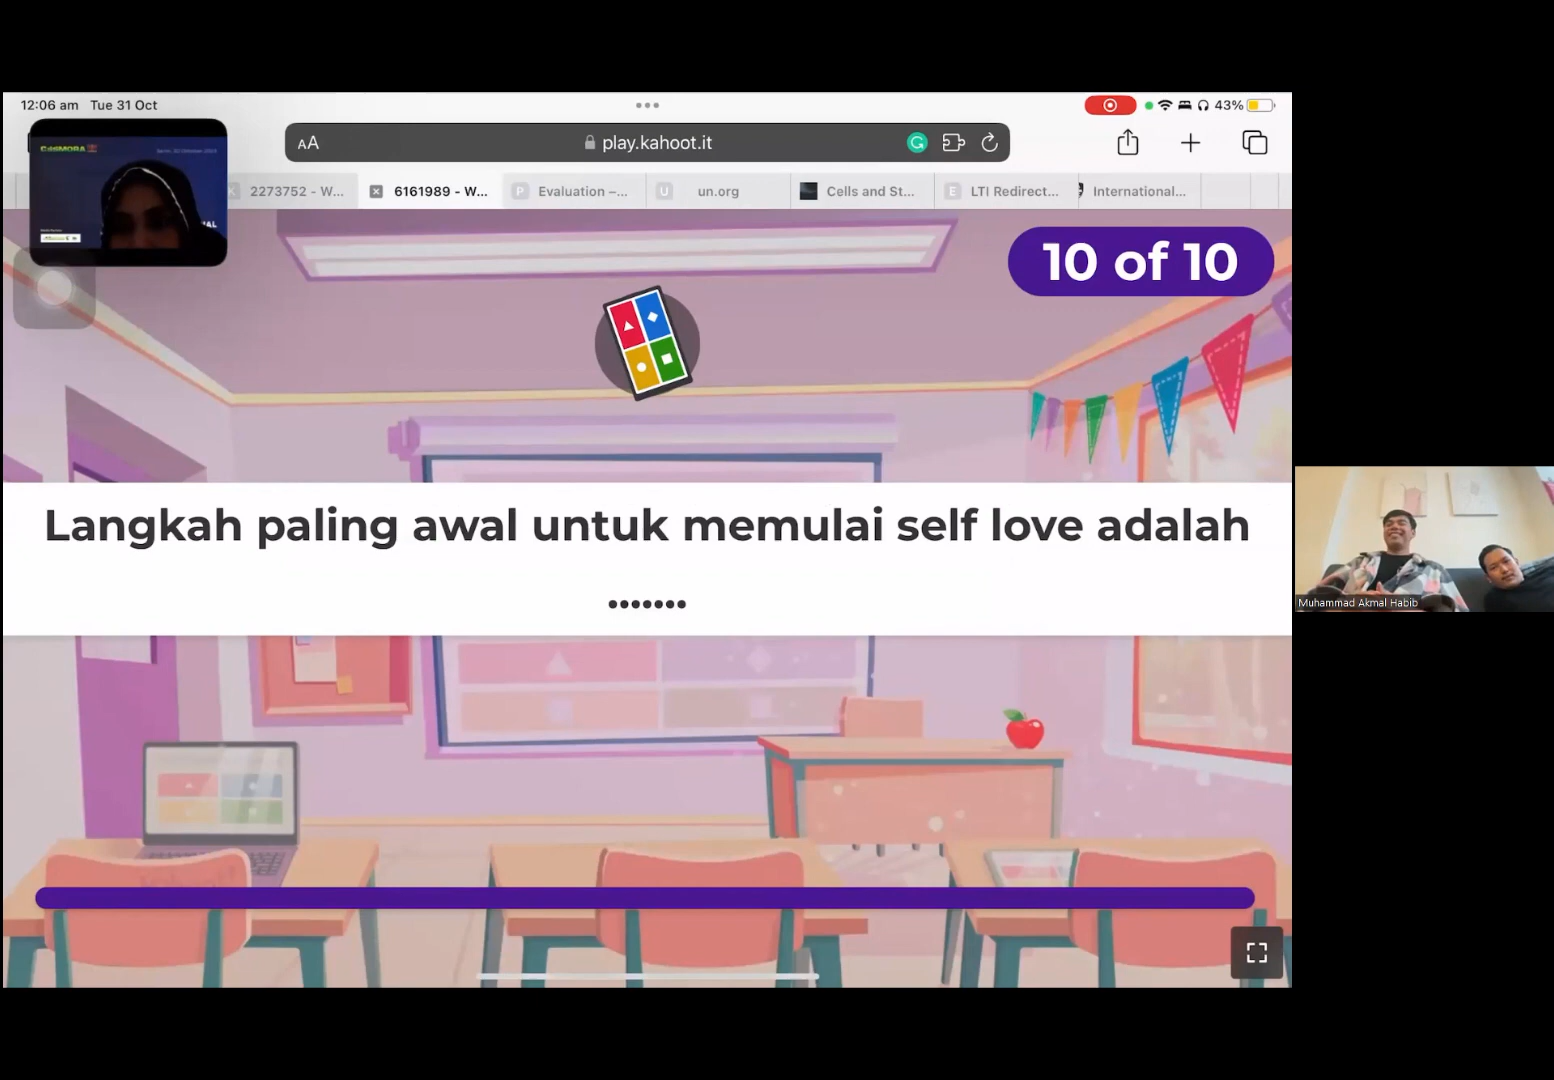 12:06 am Tue 31 Oct
43%
AA
play.kahoot.it
2273752 - W...
6161989 - W...
P Evaluation –...
U un.org
Cells and St...
E LTI Redirect...
International...
10 of 10
Langkah paling awal untuk memulai self love adalah
.......
Muhammad Akmal Habib